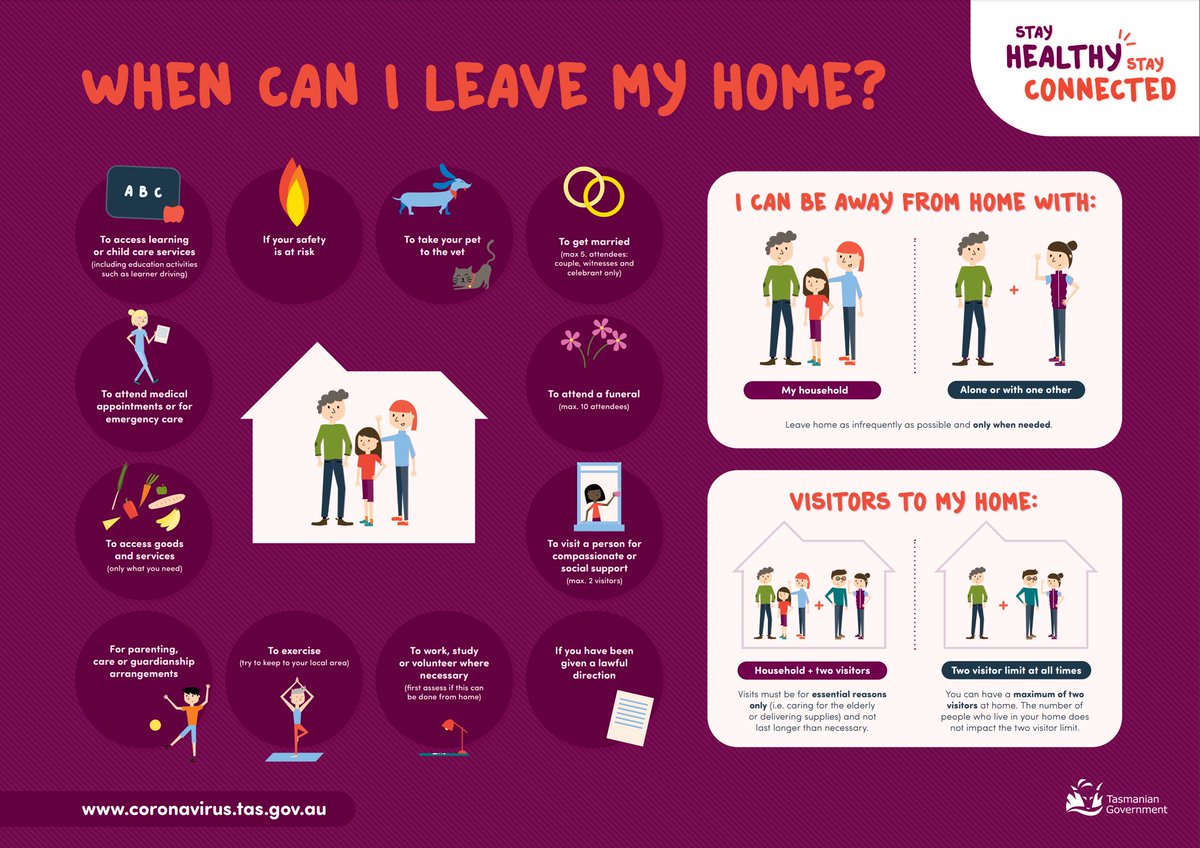 WHEN CAN I LEAVE MY HOME?
STAY
HEALTHY STAY
CONNECTED
A B C
To access learning
or child care services
(including education activities
such as learner driving)
If your safety
is at risk
To take your pet
to the vet
To get married
(max 5. attendees:
couple, witnesses and
celebrant only)
To attend medical
appointments or for
emergency care
To attend a funeral
(max. 10 attendees)
To access goods
and services
(only what you need)
To visit a person for
compassionate or
social support
(max. 2 visitors)
For parenting,
care or guardianship
arrangements
To exercise
(try to keep to your local area)
To work, study
or volunteer where
necessary
(first assess if this can
be done from home)
If you have been
given a lawful
direction
I CAN BE AWAY FROM HOME WITH:
+
My household
Alone or with one other
Leave home as infrequently as possible and only when needed.
VISITORS TO MY HOME:
+
+
Household + two visitors
Visits must be for essential reasons
only (i.e. caring for the elderly
or delivering supplies) and not
last longer than necessary.
Two visitor limit at all times
You can have a maximum of two
visitors at home. The number of
people who live in your home does
not impact the two visitor limit.
www.coronavirus.tas.gov.au
Tasmanian
Government